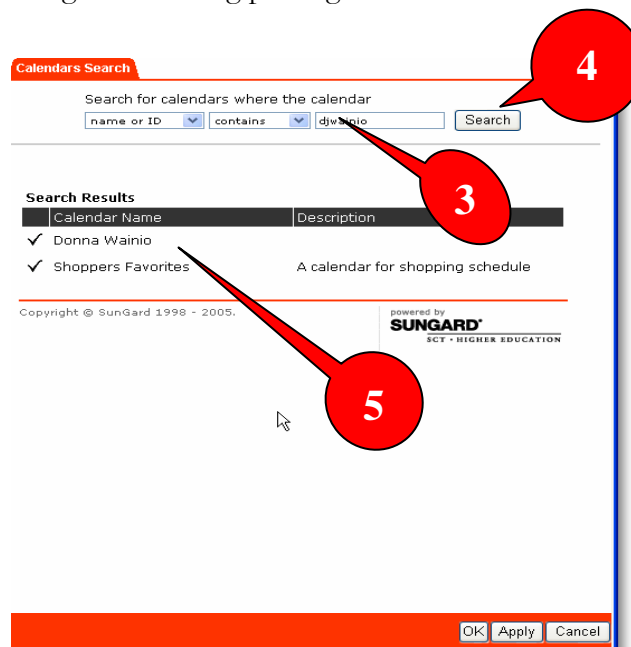 Calendars Search
4
Search for calendars where the calendar
name or ID contains djwainio Search
3
Search Results
Calendar Name Description
Donna Wainio
Shoppers Favorites A calendar for shopping schedule
Copyright © SunGard 1998 - 2005.
powered by
SUNGARD
SCT • HIGHER EDUCATION
5
OK Apply Cancel